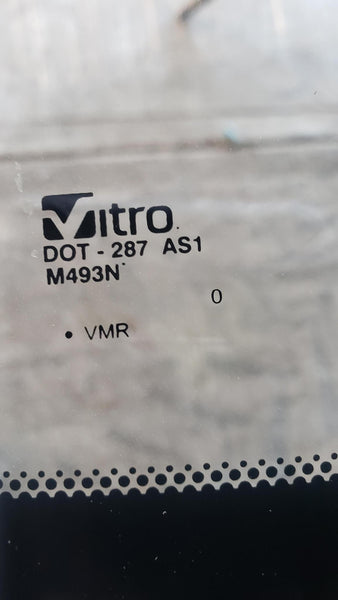 Vitro
DOT - 287 AS1
M493N
0
• VMR